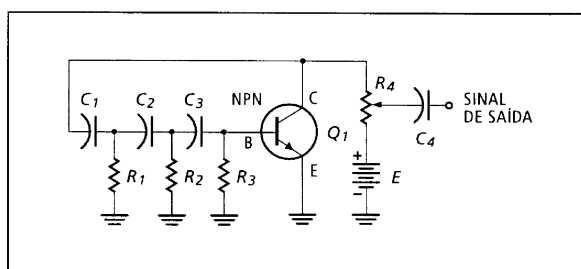 C1 C2 C3 NPN C R4 SINAL
DE SAÍDA
B Q1 C4
R1 R2 R3 E + E
-